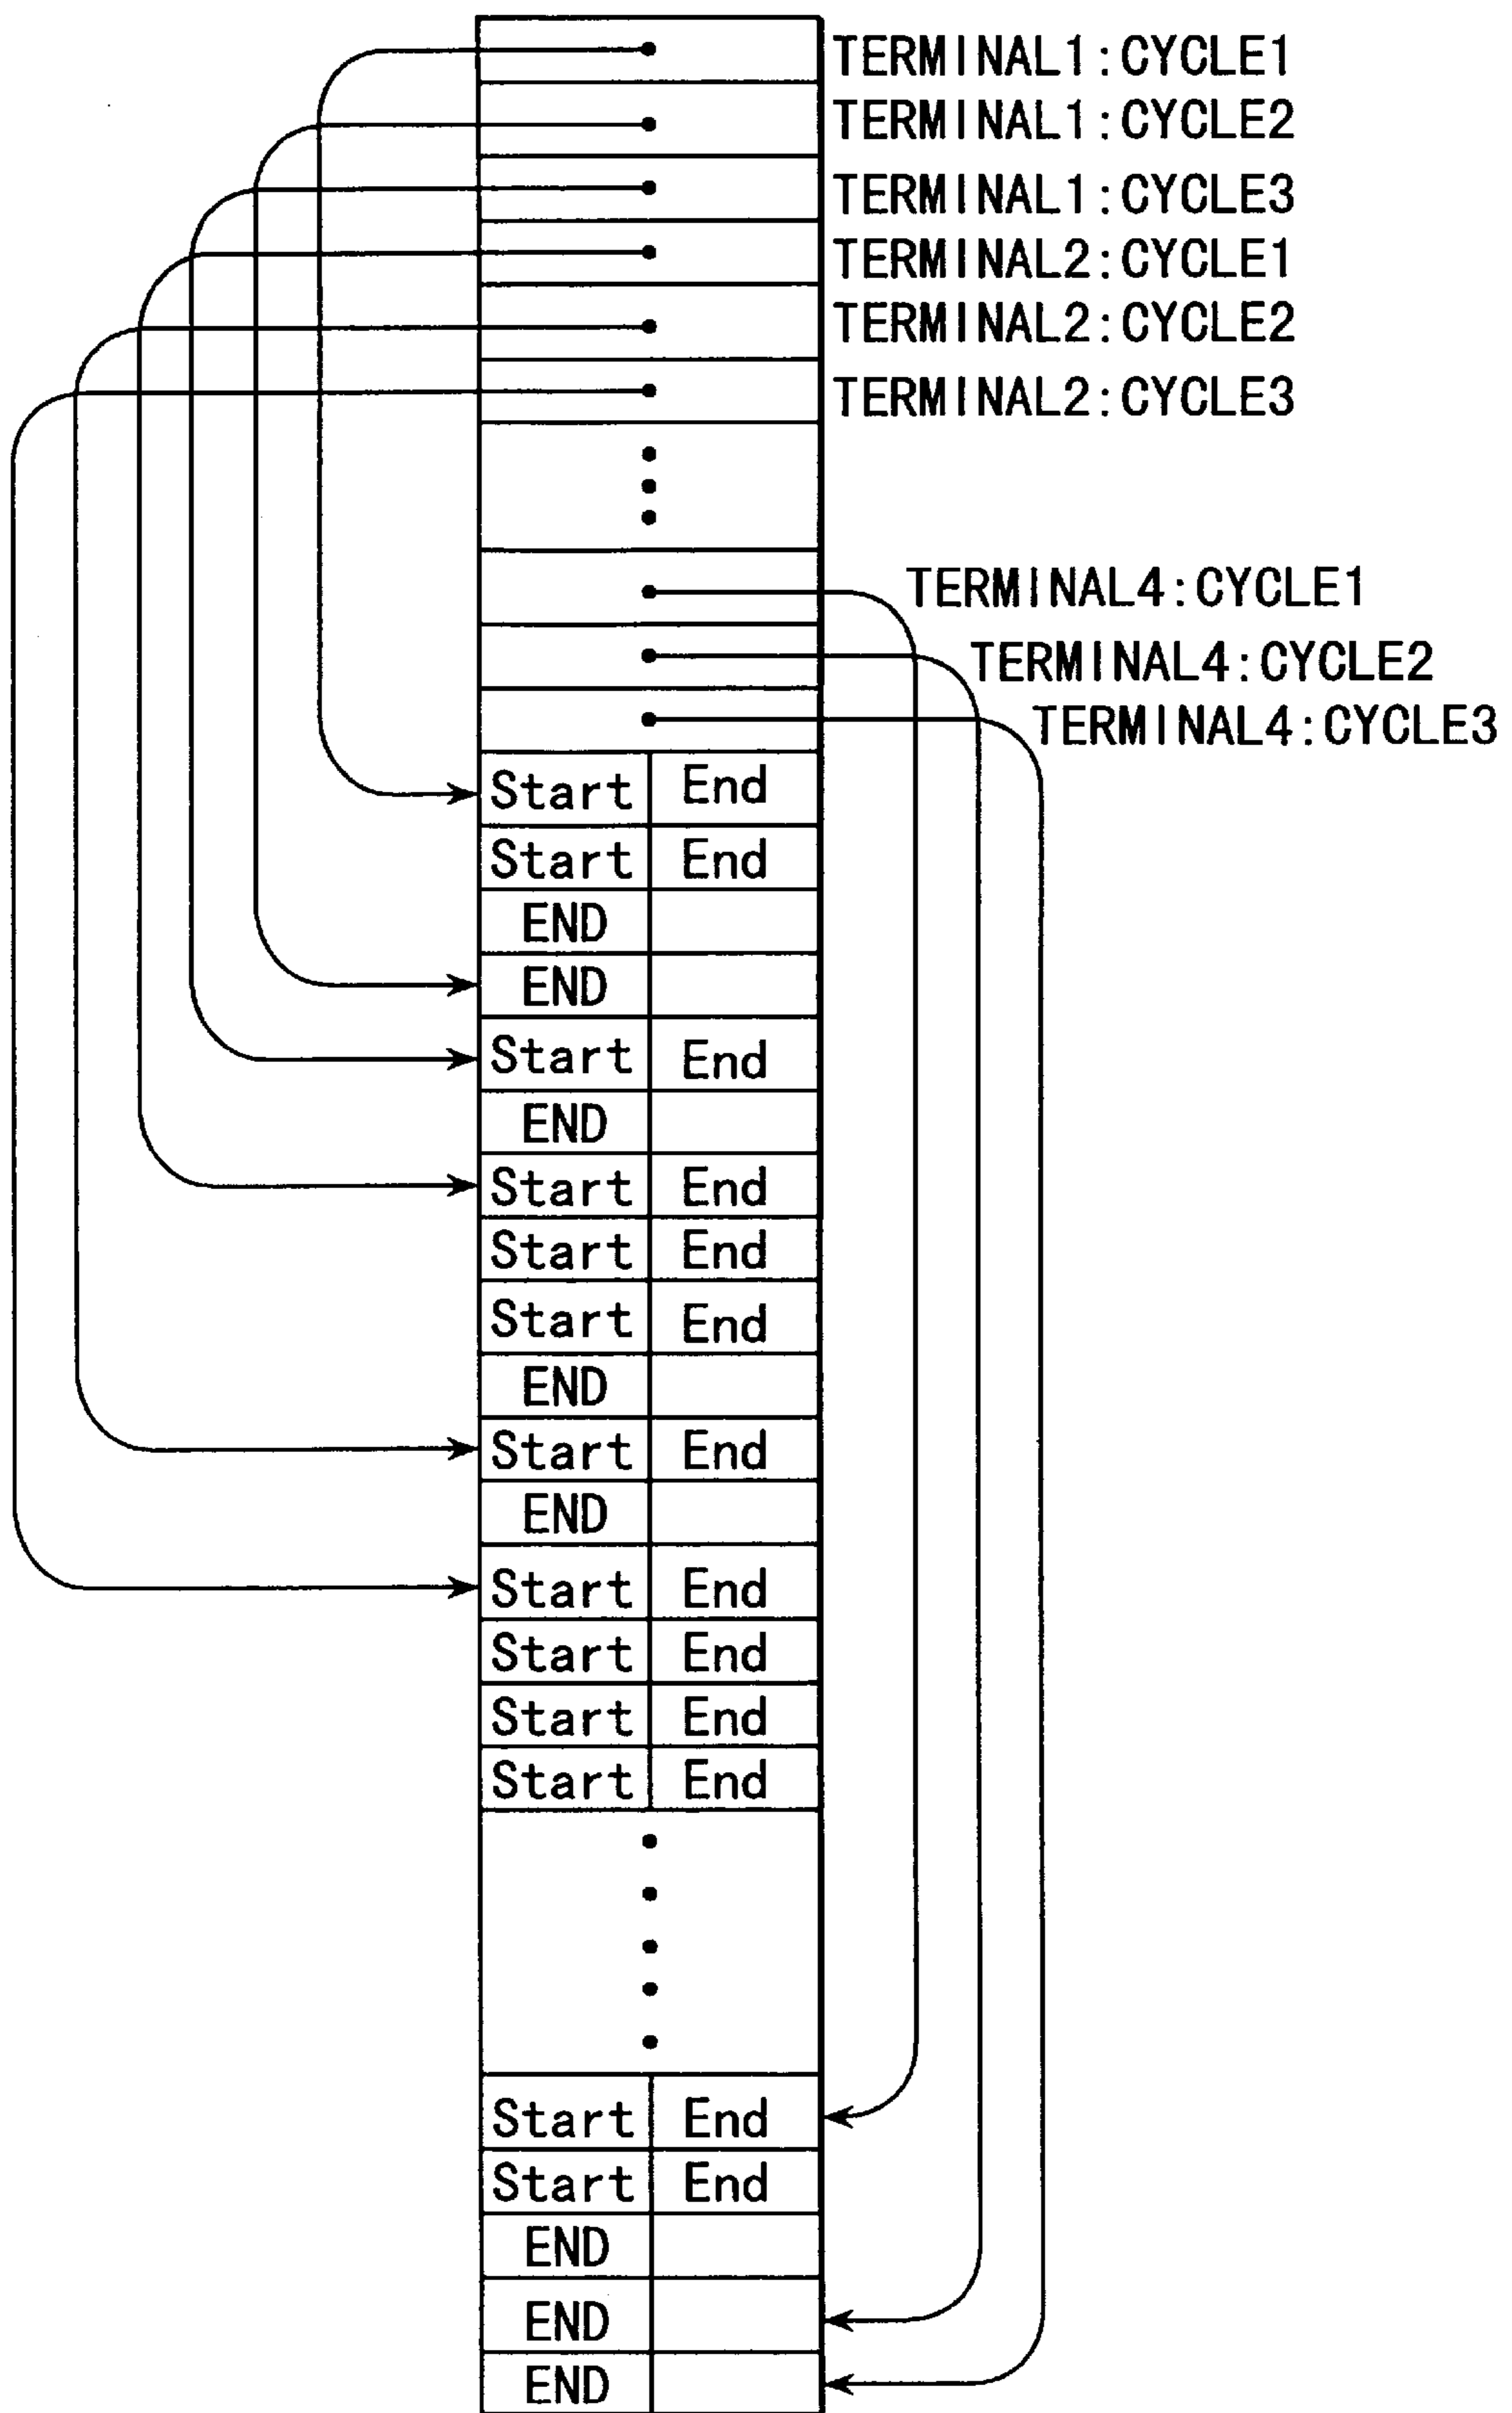 TERMINAL1:CYCLE1
TERMINAL1:CYCLE2
TERMINAL1:CYCLE3
TERMINAL2:CYCLE1
TERMINAL2:CYCLE2
TERMINAL2:CYCLE3
TERMINAL4:CYCLE1
TERMINAL4:CYCLE2
TERMINAL4:CYCLE3
Start End
Start End
END
END
Start End
END
Start End
Start End
Start End
END
Start End
END
Start End
Start End
Start End
Start End
Start End
Start End
END
END
END